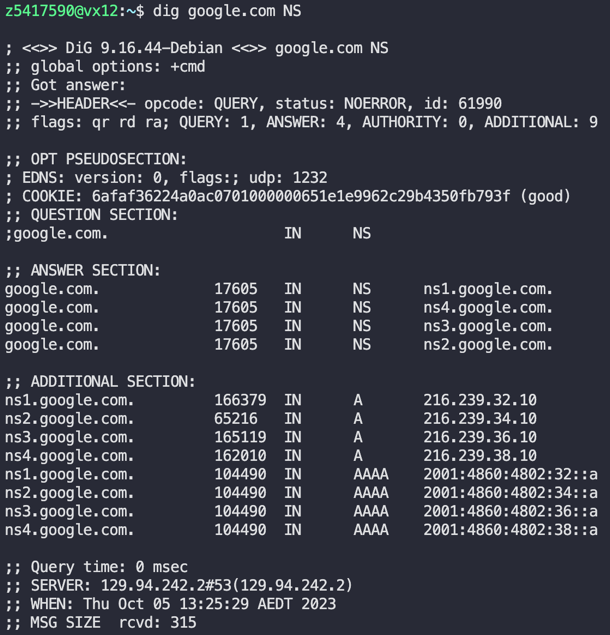 z5417590@vx12:~$ dig google.com NS
; <<>> DiG 9.16.44-Debian <<>> google.com NS
;; global options: +cmd
;; Got answer:
;; ->>HEADER<<- opcode: QUERY, status: NOERROR, id: 61990
;; flags: qr rd ra; QUERY: 1, ANSWER: 4, AUTHORITY: 0, ADDITIONAL: 9
;; OPT PSEUDOSECTION:
; EDNS: version: 0, flags:; udp: 1232
; COOKIE: 6afaf36224a0ac0701000000651e1e9962c29b4350fb793f (good)
;; QUESTION SECTION:
;google.com. IN NS
;; ANSWER SECTION:
google.com. 17605 IN NS ns1.google.com.
google.com. 17605 IN NS ns4.google.com.
google.com. 17605 IN NS ns3.google.com.
google.com. 17605 IN NS ns2.google.com.
;; ADDITIONAL SECTION:
ns1.google.com. 166379 IN A 216.239.32.10
ns2.google.com. 65216 IN A 216.239.34.10
ns3.google.com. 165119 IN A 216.239.36.10
ns4.google.com. 162010 IN A 216.239.38.10
ns1.google.com. 104490 IN AAAA 2001:4860:4802:32::a
ns2.google.com. 104490 IN AAAA 2001:4860:4802:34::a
ns3.google.com. 104490 IN AAAA 2001:4860:4802:36::a
ns4.google.com. 104490 IN AAAA 2001:4860:4802:38::a
;; Query time: 0 msec
;; SERVER: 129.94.242.2#53(129.94.242.2)
;; WHEN: Thu Oct 05 13:25:29 AEDT 2023
;; MSG SIZE rcvd: 315